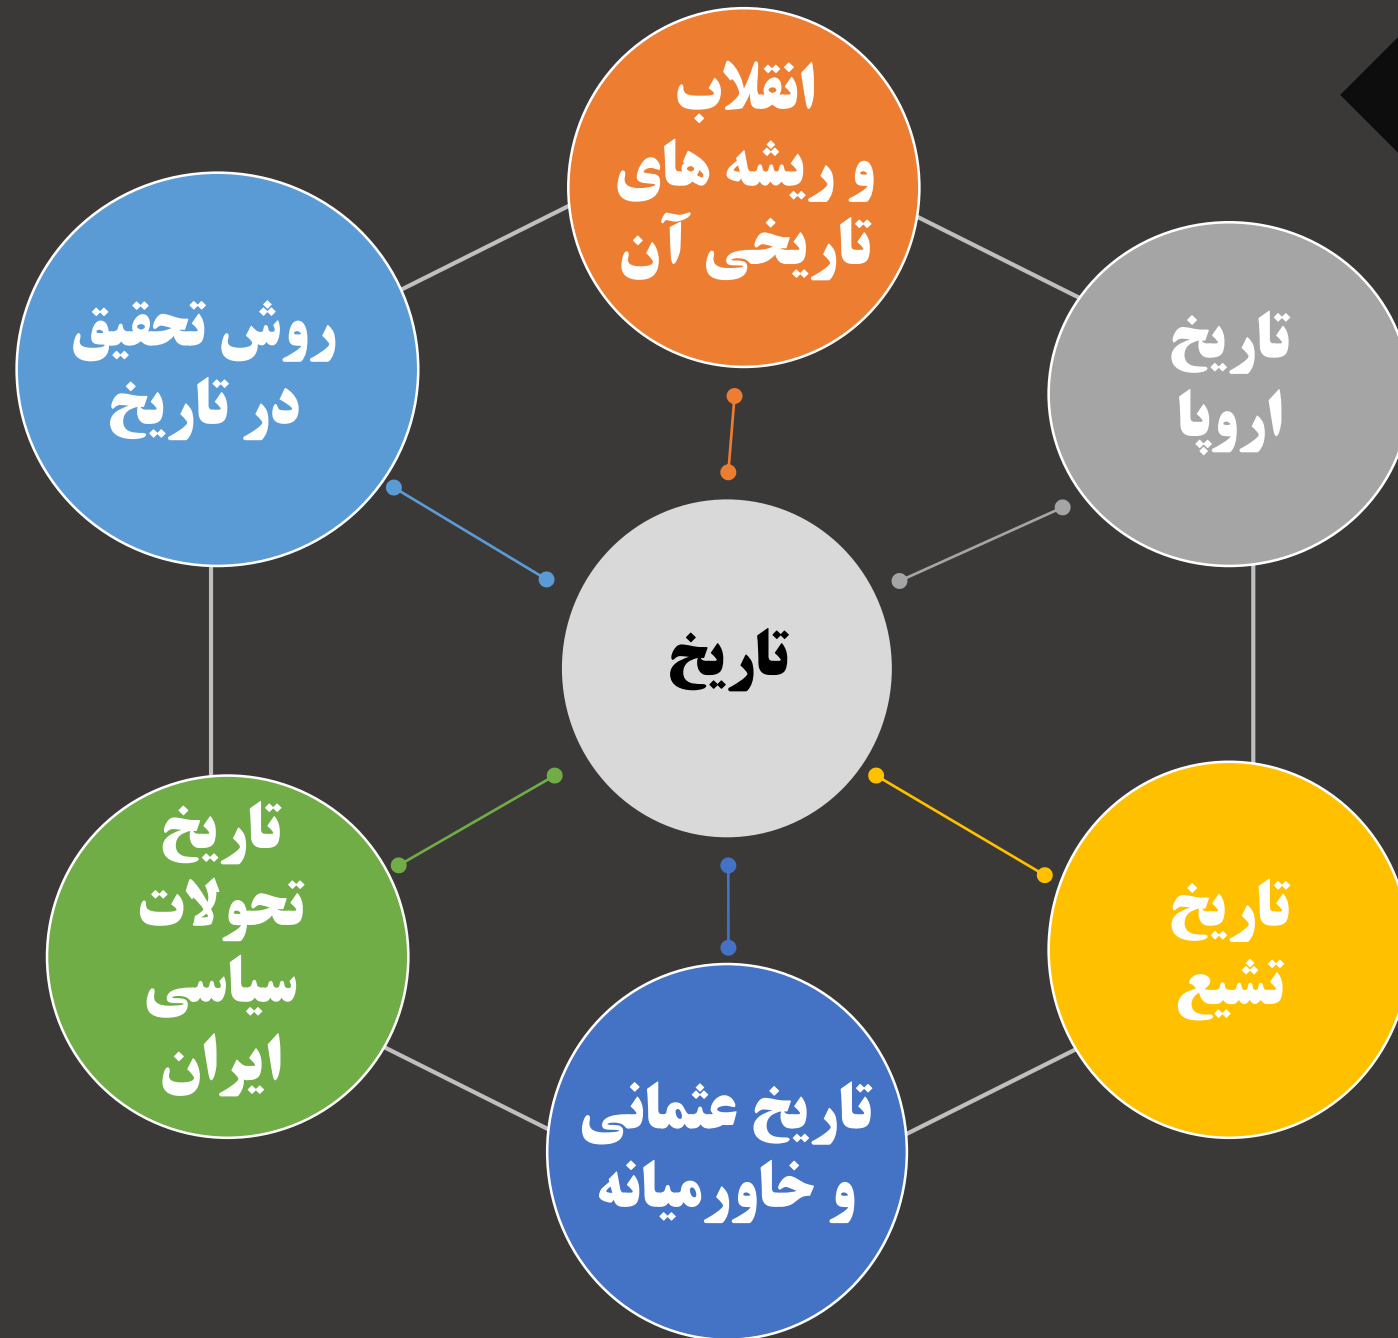 انقلاب
و ریشه های
تاریخی آن
تاریخ
اروپا
روش تحقیق
در تاریخ
تاریخ
تاریخ
تشیع
تاریخ
تحولات
سیاسی
ایران
تاریخ عثمانی
و خاورمیانه